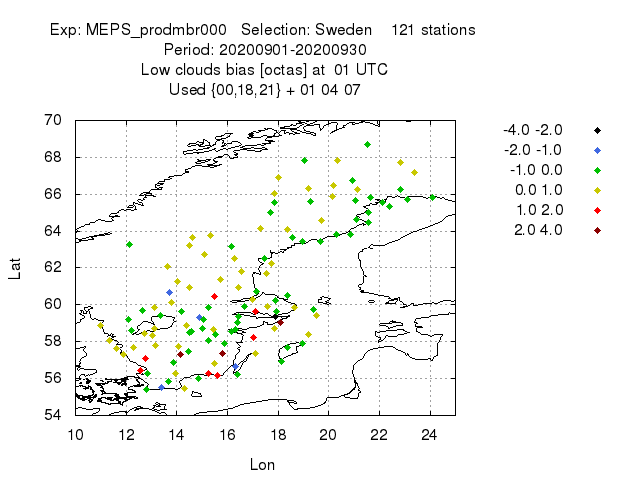 Exp: MEPS_prodmbr000 Selection: Sweden 121 stations
Period: 20200901-20200930
Low clouds bias [octas] at 01 UTC
Used {00,18,21} + 01 04 07
70
68
66
64
62
60
58
56
54
Lat
10 12 14 16 18 20 22 24
Lon
-4.0 -2.0
-2.0 -1.0
-1.0 0.0
0.0 1.0
1.0 2.0
2.0 4.0